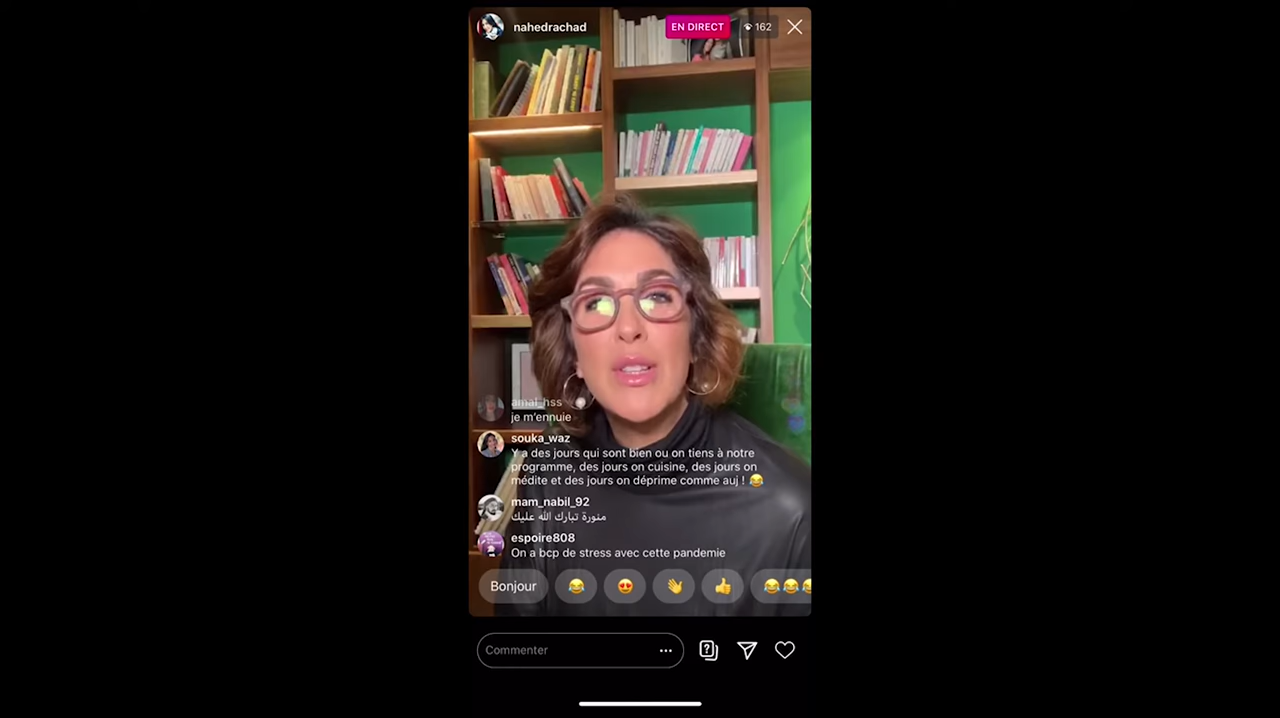 nahedrachad
EN DIRECT
162
amal_hss
je m'ennuie
souka_waz
Y a des jours qui sont bien ou on tiens à notre
programme, des jours on cuisine, des jours on
médite et des jours on déprime comme auj ! 😂
mam_nabil_92
منورة تبارك الله عليك
espoire808
On a bcp de stress avec cette pandemie
Bonjour 😂 😍 👋 👍 😂😂😂
Commenter